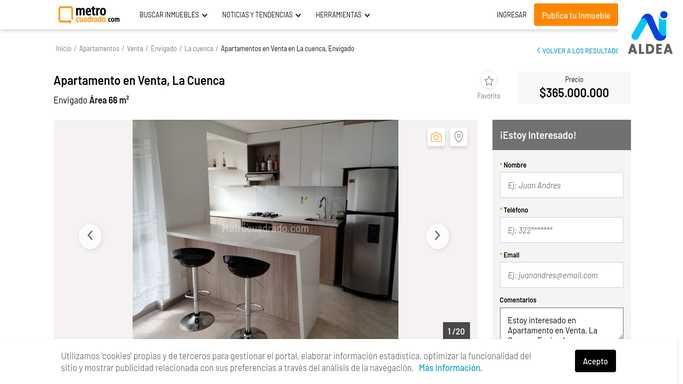 metro
cuadrado.com
BUSCAR INMUEBLES
NOTICIAS Y TENDENCIAS
HERRAMIENTAS
INGRESAR
Publica tu Inmueble
ALDEA
Inicio / Apartamentos / Venta / Envigado / La cuenca / Apartamentos en Venta en La cuenca, Envigado
VOLVER A LOS RESULTADO
Apartamento en Venta, La Cuenca
Envigado Área 66 m²
Favorito
Precio
$365.000.000
¡Estoy Interesado!
* Nombre
Ej: Juan Andres
* Teléfono
Ej: 322*******
* Email
Ej: juanandres@email.com
Comentarios
Estoy interesado en
Apartamento en Venta, La
Metrocuadrado.com
1 / 20
Utilizamos 'cookies' propias y de terceros para gestionar el portal, elaborar información estadística, optimizar la funcionalidad del
sitio y mostrar publicidad relacionada con sus preferencias a través del análisis de la navegación. Más información.
Acepto